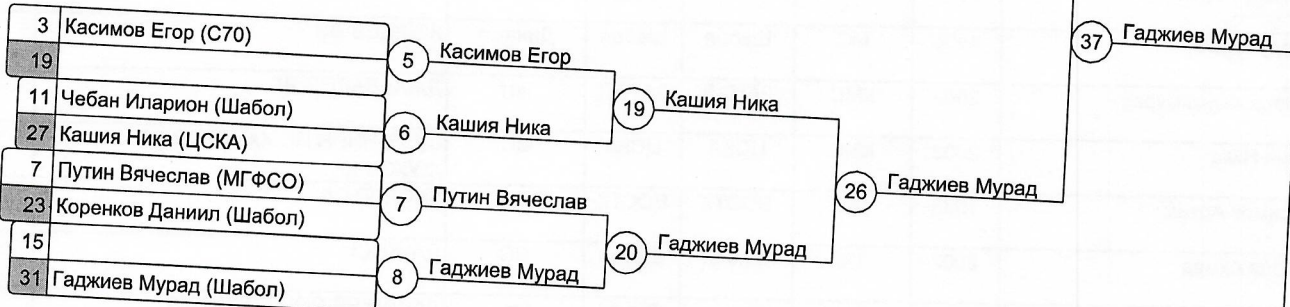 3 Касимов Егор (С70)
19
5 Касимов Егор
11 Чебан Иларион (Шабол)
27 Кашия Ника (ЦСКА)
6 Кашия Ника
19 Кашия Ника
7 Путин Вячеслав (МГФСО)
23 Коренков Даниил (Шабол)
7 Путин Вячеслав
15
31 Гаджиев Мурад (Шабол)
8 Гаджиев Мурад
20 Гаджиев Мурад
26 Гаджиев Мурад
37 Гаджиев Мурад